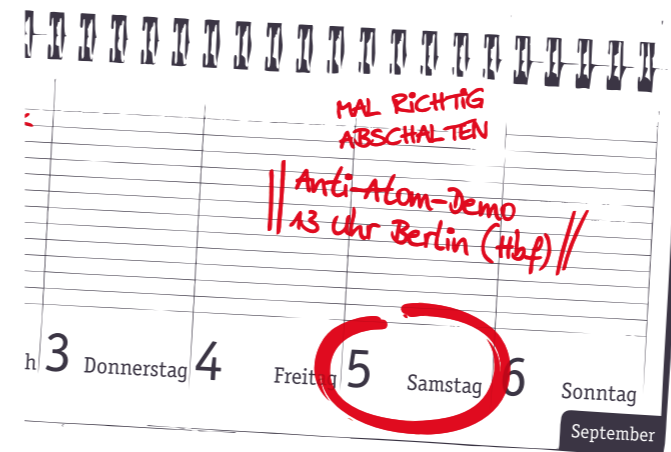 MAL RiCHTiG
ABSCHALTEN
Anti-Atom-Demo
13 Uhr Berlin (Hbf)
h 3 Donnerstag 4 Freitag 5 Samstag 6 Sonntag
September